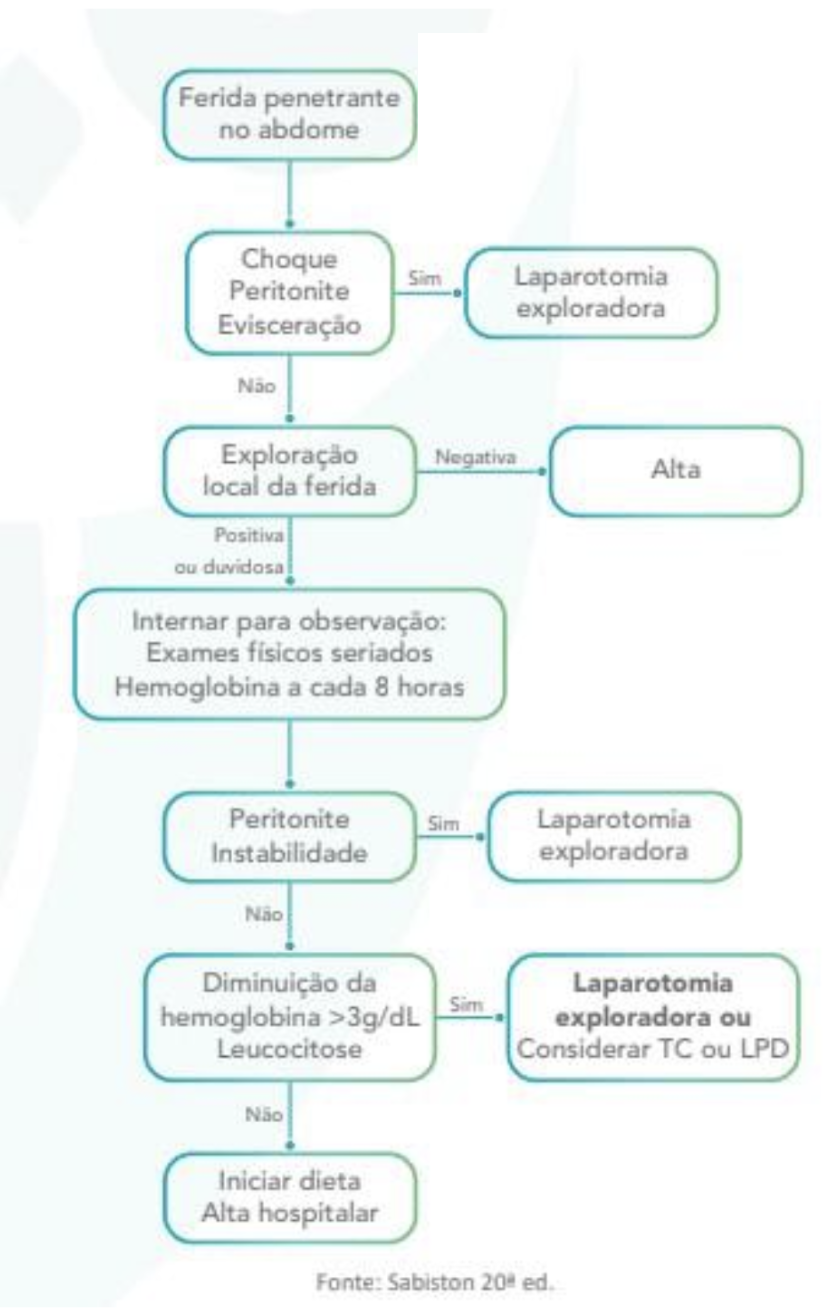 Ferida penetrante
no abdome
Choque
Peritonite
Evisceração
Sim
Laparotomia
exploradora
Não
Exploração
local da ferida
Negativa
Alta
Positiva
ou duvidosa
Internar para observação:
Exames físicos seriados
Hemoglobina a cada 8 horas
Peritonite
Instabilidade
Sim
Laparotomia
exploradora
Não
Diminuição da
hemoglobina >3g/dL
Leucocitose
Sim
Laparotomia
exploradora ou
Considerar TC ou LPD
Não
Iniciar dieta
Alta hospitalar
Fonte: Sabiston 20ª ed.